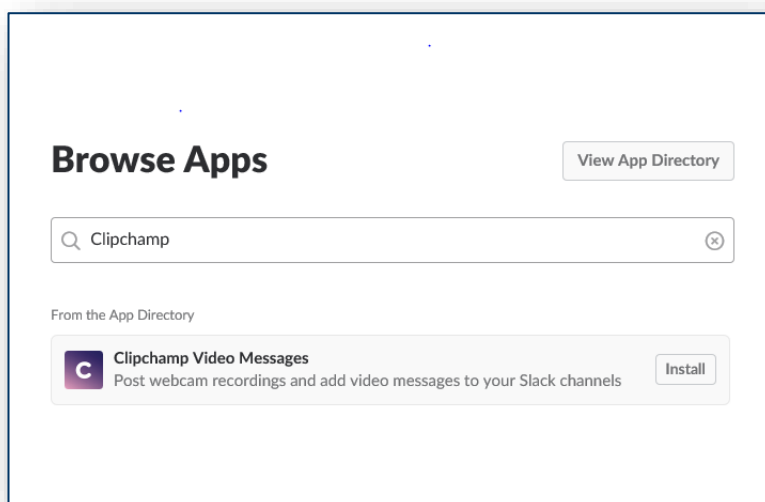 Browse Apps
View App Directory
Clipchamp
From the App Directory
C
Clipchamp Video Messages
Post webcam recordings and add video messages to your Slack channels
Install